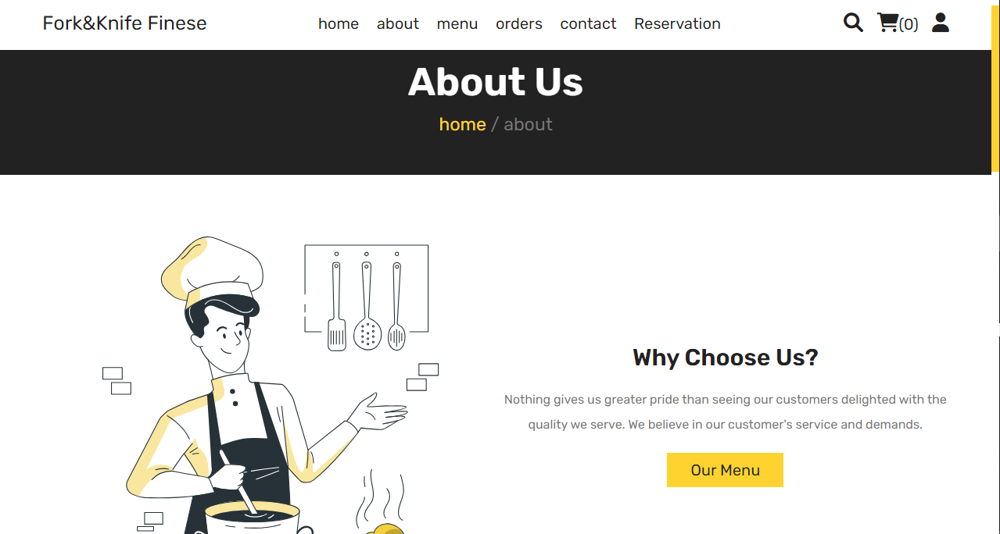 Fork&Knife Finese
home about menu orders contact Reservation
(0)
About Us
home / about
Why Choose Us?
Nothing gives us greater pride than seeing our customers delighted with the
quality we serve. We believe in our customer's service and demands.
Our Menu